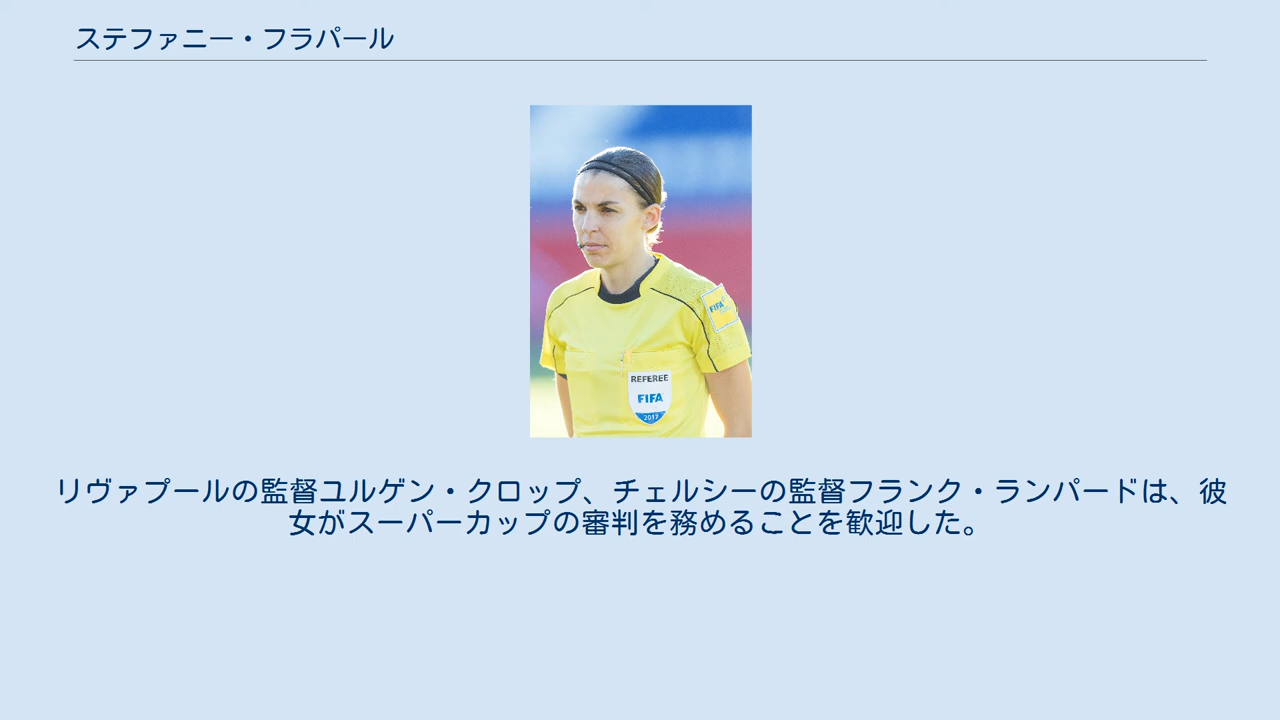 ステファニー・フラパール
FIFA
REFEREE
FIFA
2017
リヴァプールの監督ユルゲン・クロップ、チェルシーの監督フランク・ランパードは、彼
女がスーパーカップの審判を務めることを歓迎した。